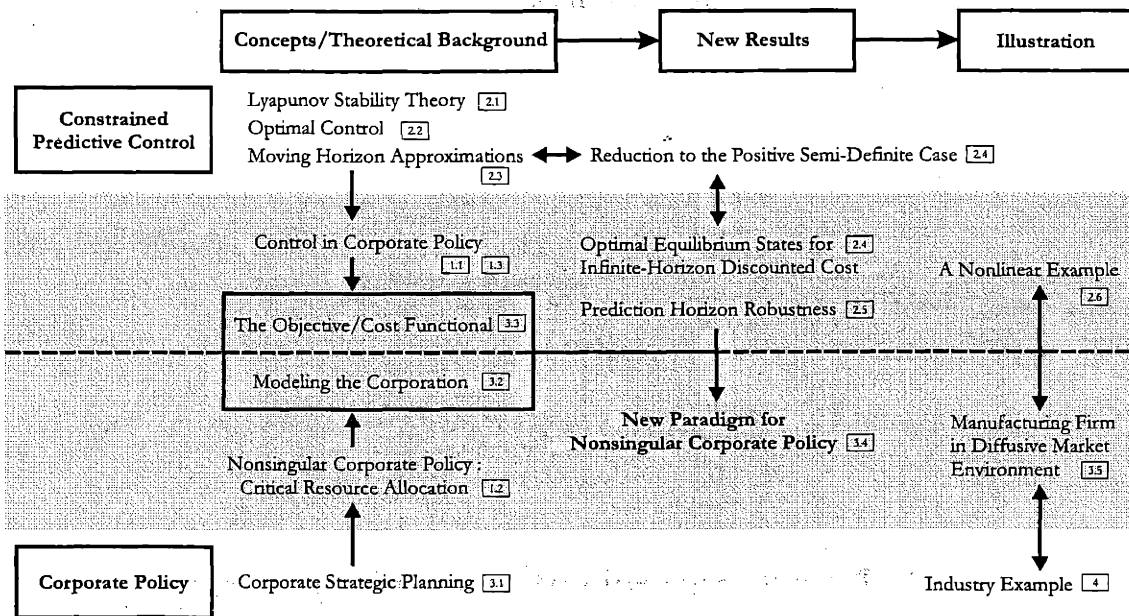 Concepts/Theoretical Background
New Results
Illustration
Constrained
Predictive Control
Lyapunov Stability Theory 2.1
Optimal Control 2.2
Moving Horizon Approximations
2.3
Reduction to the Positive Semi-Definite Case 2.4
Control in Corporate Policy
1.1 1.3
Optimal Equilibrium States for 2.4
Infinite-Horizon Discounted Cost
A Nonlinear Example
2.6
The Objective/Cost Functional 3.3
Prediction Horizon Robustness 2.5
Modeling the Corporation 3.2
New Paradigm for
Nonsingular Corporate Policy 3.4
Manufacturing Firm
in Diffusive Market
Environment 3.5
Nonsingular Corporate Policy :
Critical Resource Allocation 1.2
Corporate Policy
Corporate Strategic Planning 3.1
Industry Example 4